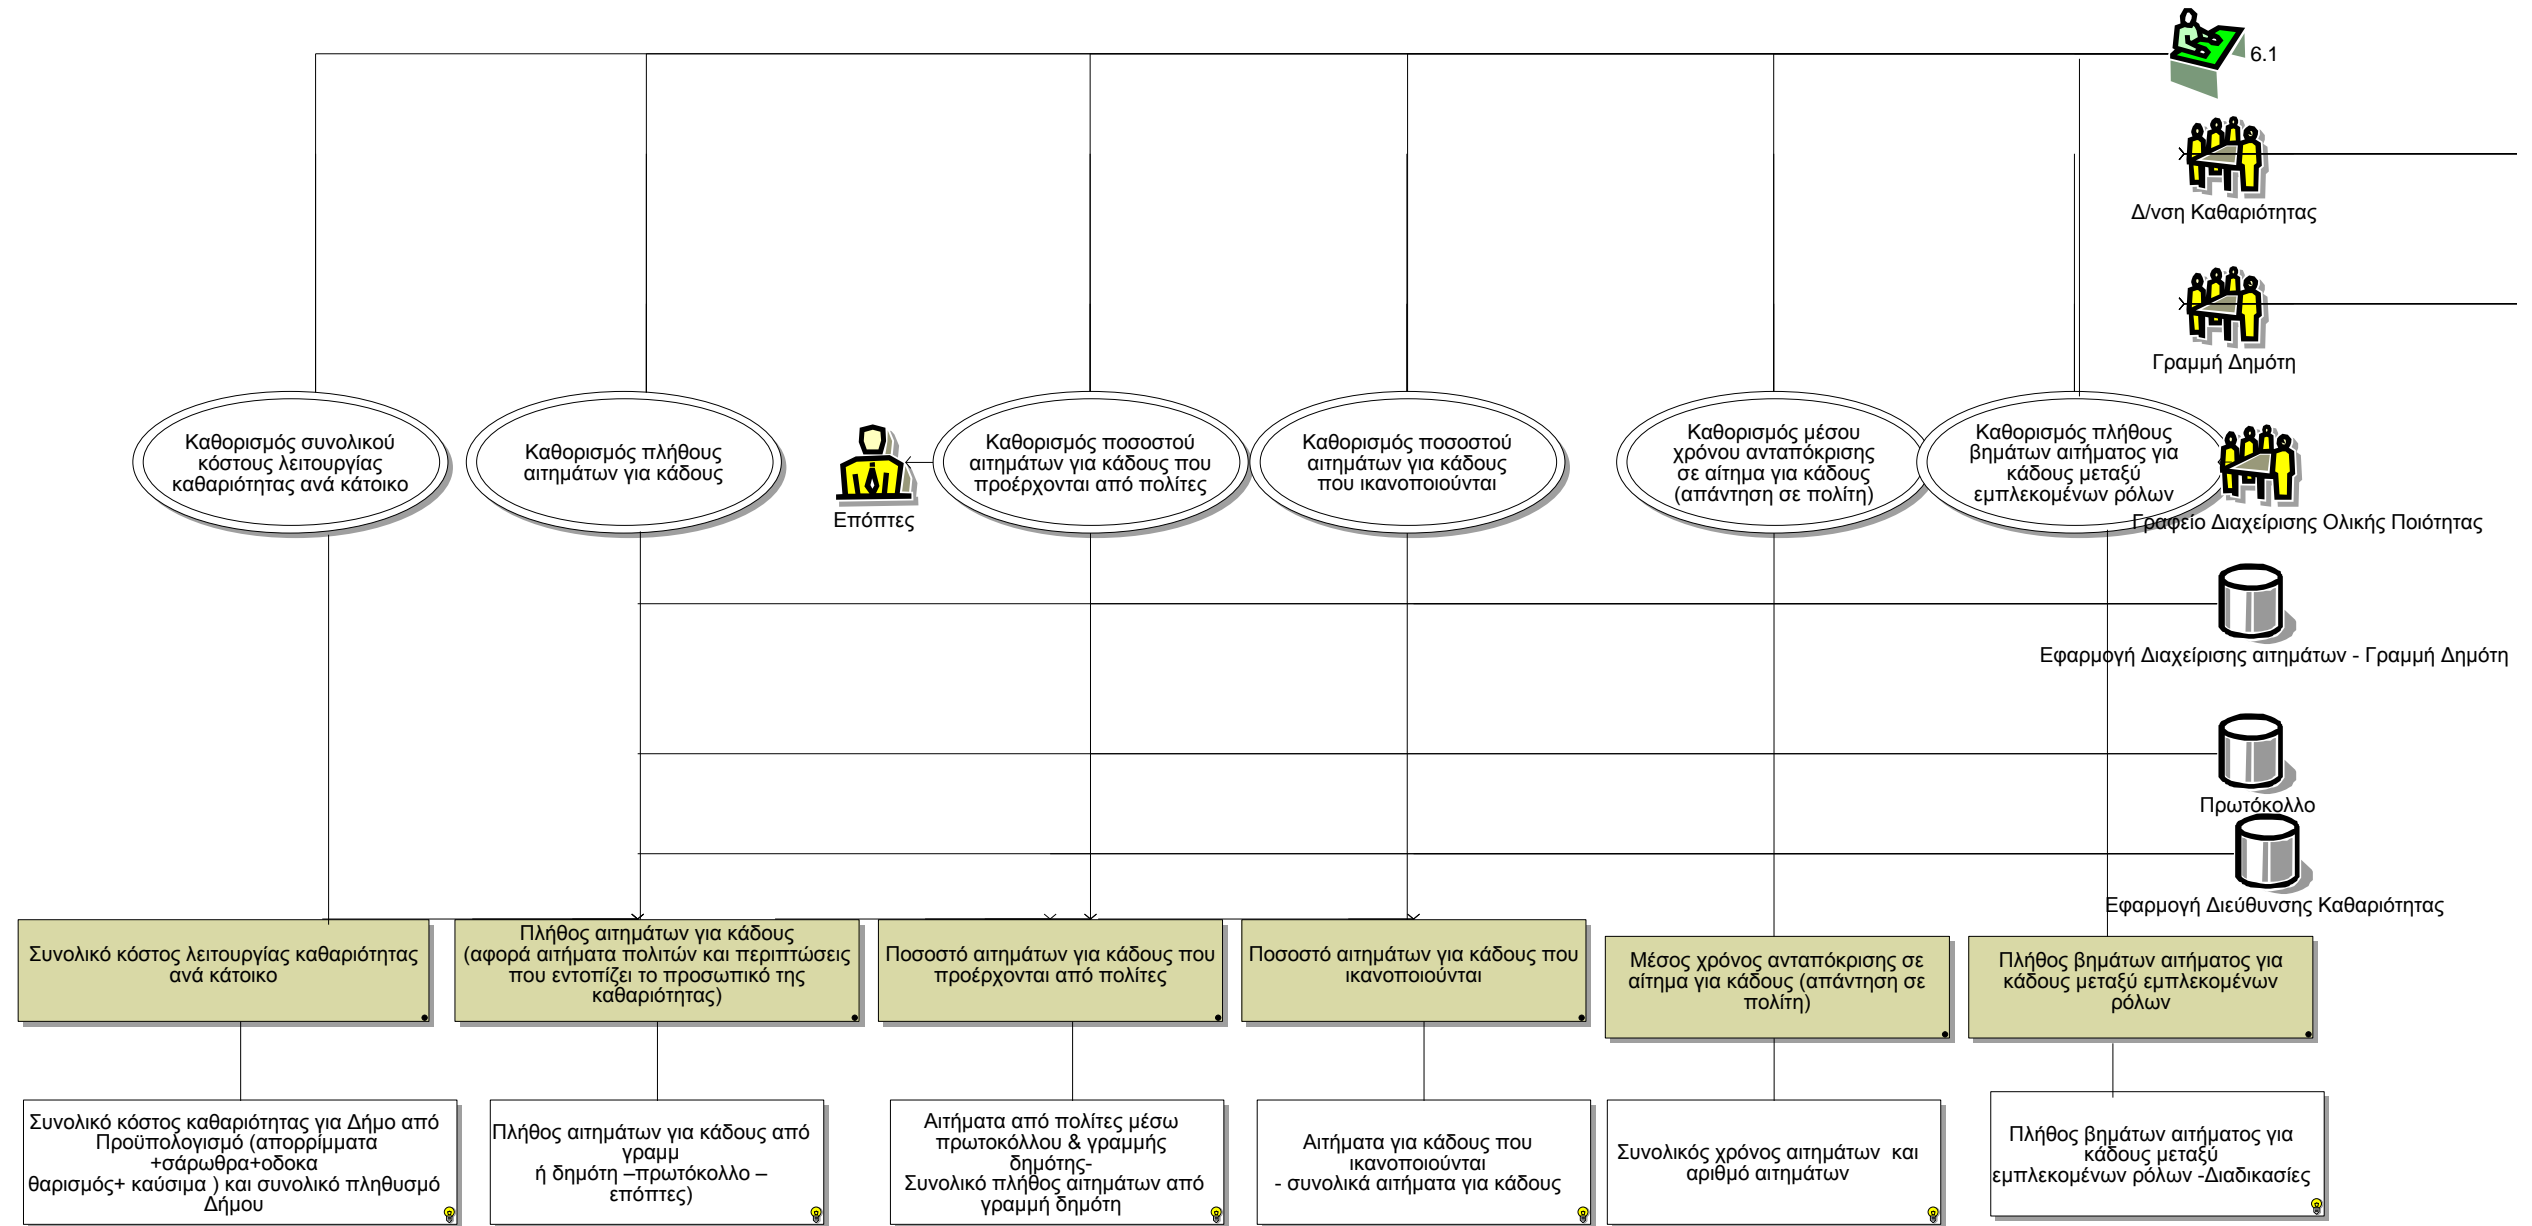 6.1
Δ/νση Καθαριότητας
Γραμμή Δημότη
Καθορισμός συνολικού
κόστους λειτουργίας
καθαριότητας ανά κάτοικο
Καθορισμός πλήθους
αιτημάτων για κάδους
Επόπτες
Καθορισμός ποσοστού
αιτημάτων για κάδους που
προέρχονται από πολίτες
Καθορισμός ποσοστού
αιτημάτων για κάδους
που ικανοποιούνται
Καθορισμός μέσου
χρόνου ανταπόκρισης
σε αίτημα για κάδους
(απάντηση σε πολίτη)
Καθορισμός πλήθους
βημάτων αιτήματος για
κάδους μεταξύ
εμπλεκομένων ρόλων
Γραφείο Διαχείρισης Ολικής Ποιότητας
Εφαρμογή Διαχείρισης αιτημάτων - Γραμμή Δημότη
Πρωτόκολλο
Εφαρμογή Διεύθυνσης Καθαριότητας
Συνολικό κόστος λειτουργίας καθαριότητας
ανά κάτοικο
Πλήθος αιτημάτων για κάδους
(αφορά αιτήματα πολιτών και περιπτώσεις
που εντοπίζει το προσωπικό της
καθαριότητας)
Ποσοστό αιτημάτων για κάδους που
προέρχονται από πολίτες
Ποσοστό αιτημάτων για κάδους που
ικανοποιούνται
Μέσος χρόνος ανταπόκρισης σε
αίτημα για κάδους (απάντηση σε
πολίτη)
Πλήθος βημάτων αιτήματος για
κάδους μεταξύ εμπλεκομένων
ρόλων
Συνολικό κόστος καθαριότητας για Δήμο από
Προϋπολογισμό (απορρίμματα
+σάρωθρα+οδοκα
θαρισμός+ καύσιμα ) και συνολικό πληθυσμό
Δήμου
Πλήθος αιτημάτων για κάδους από
γραμμ
ή δημότη –πρωτόκολλο –
επόπτες)
Αιτήματα από πολίτες μέσω
πρωτοκόλλου & γραμμής
δημότης-
Συνολικό πλήθος αιτημάτων από
γραμμή δημότη
Αιτήματα για κάδους που
ικανοποιούνται
- συνολικά αιτήματα για κάδους
Συνολικός χρόνος αιτημάτων  και
αριθμό αιτημάτων
Πλήθος βημάτων αιτήματος για
κάδους μεταξύ
εμπλεκομένων ρόλων -Διαδικασίες